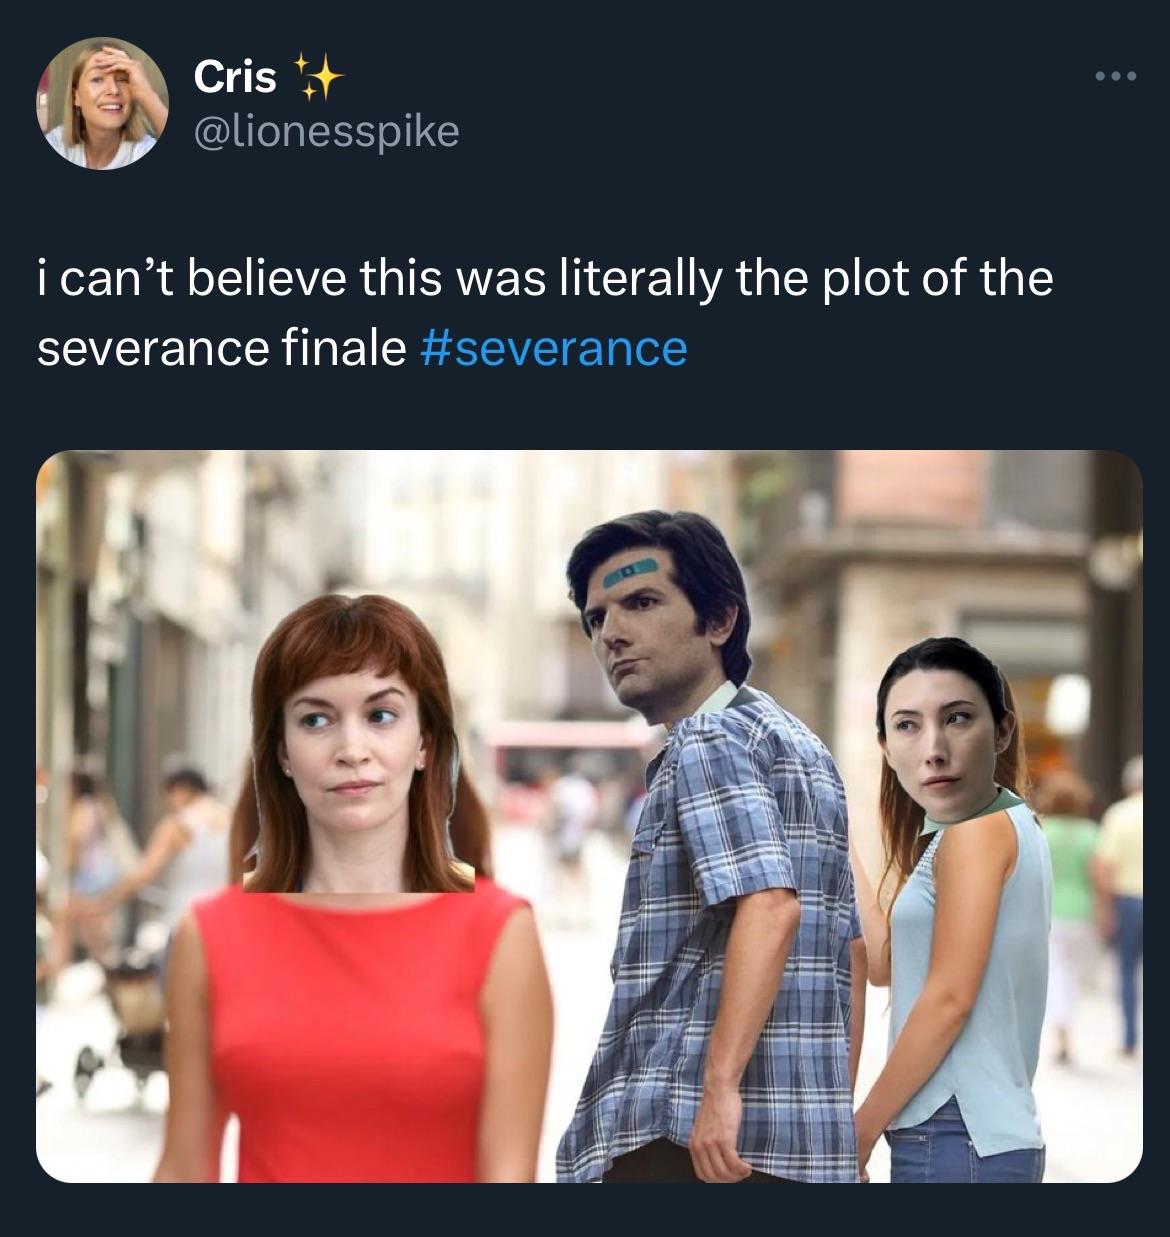 Cris ✨
@lionesspike
i can’t believe this was literally the plot of the
severance finale #severance